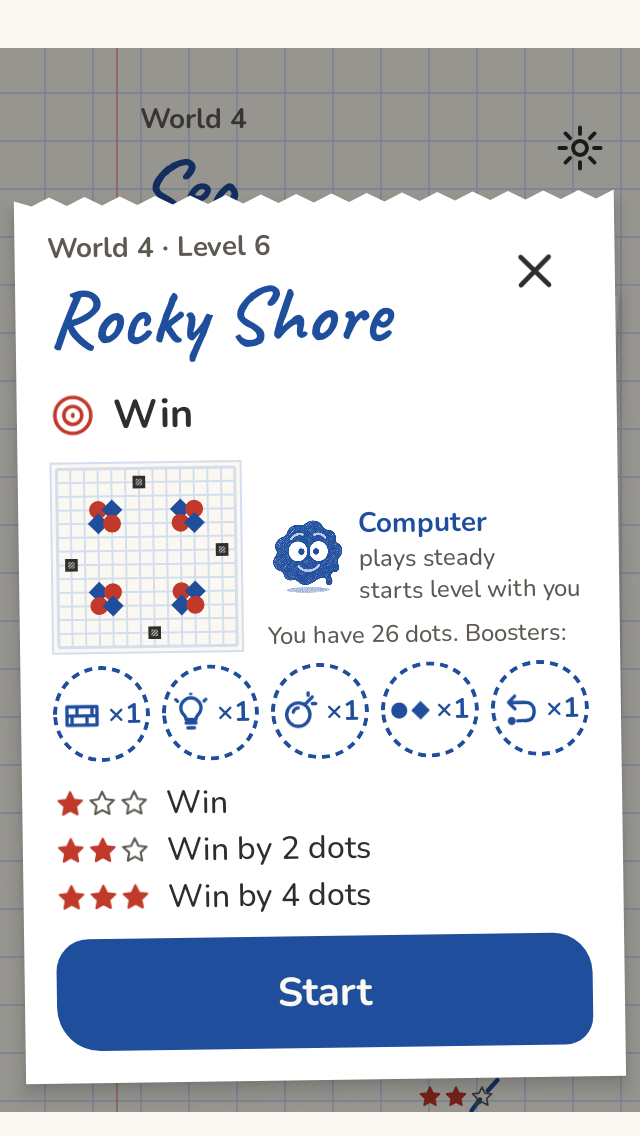 World 4
Sea
World 4 · Level 6
Rocky Shore
Win
Computer
plays steady
starts level with you
You have 26 dots. Boosters:
×1 ×1 ×1 ×1 ×1
Win
Win by 2 dots
Win by 4 dots
Start